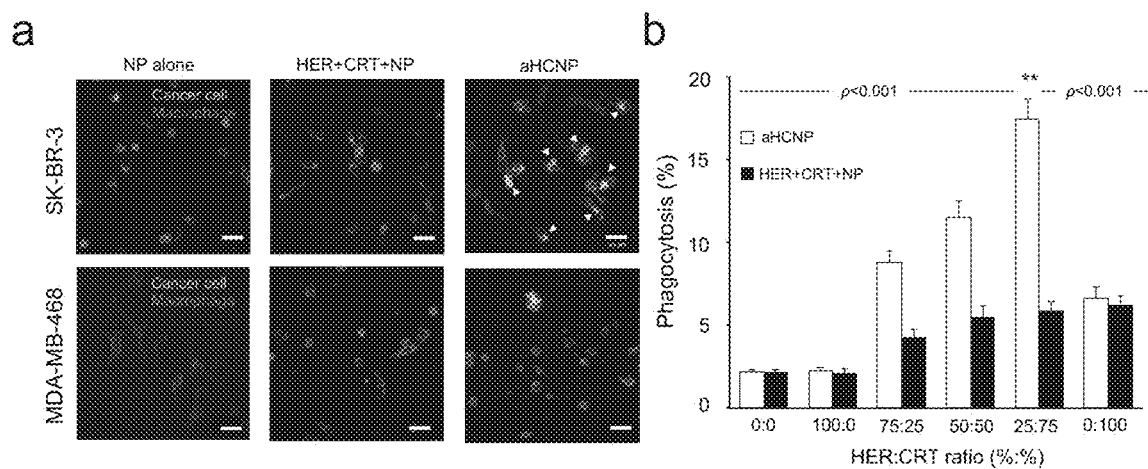 a
NP alone
HER+CRT+NP
aHCNP
SK-BR-3
Cancer cell
MDA-MB-468
Cancer cell
b
Phagocytosis (%)
20
15
10
5
0
**
p<0.001
p<0.001
aHCNP
HER+CRT+NP
0:0
100:0
75:25
50:50
25:75
0:100
HER:CRT ratio (%:%)